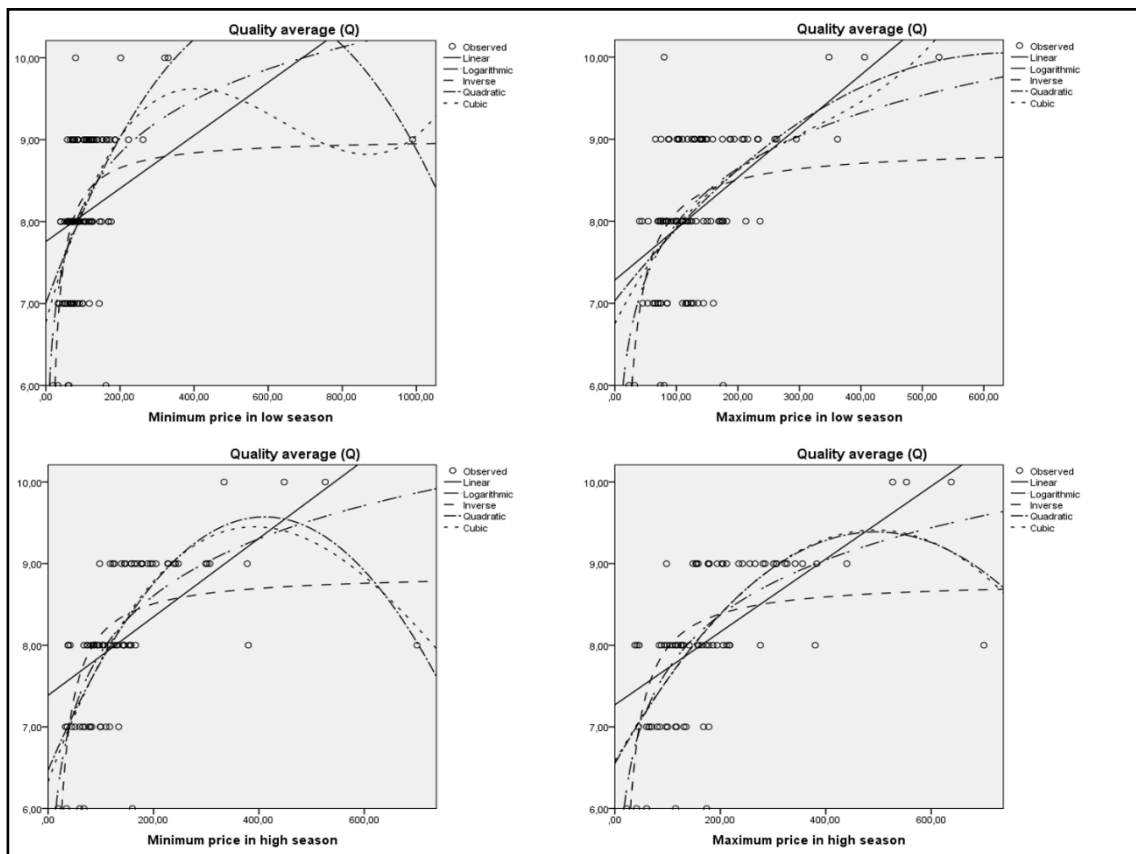 Quality average (Q)
10,00
9,00
8,00
7,00
6,00
,00
200,00
400,00
600,00
800,00
1000,00
Minimum price in low season
Observed
Linear
Logarithmic
Inverse
Quadratic
Cubic
Quality average (Q)
10,00
9,00
8,00
7,00
6,00
,00
100,00
200,00
300,00
400,00
500,00
600,00
Maximum price in low season
Observed
Linear
Logarithmic
Inverse
Quadratic
Cubic
Quality average (Q)
10,00
9,00
8,00
7,00
6,00
,00
200,00
400,00
600,00
Minimum price in high season
Observed
Linear
Logarithmic
Inverse
Quadratic
Cubic
Quality average (Q)
10,00
9,00
8,00
7,00
6,00
,00
200,00
400,00
600,00
Maximum price in high season
Observed
Linear
Logarithmic
Inverse
Quadratic
Cubic